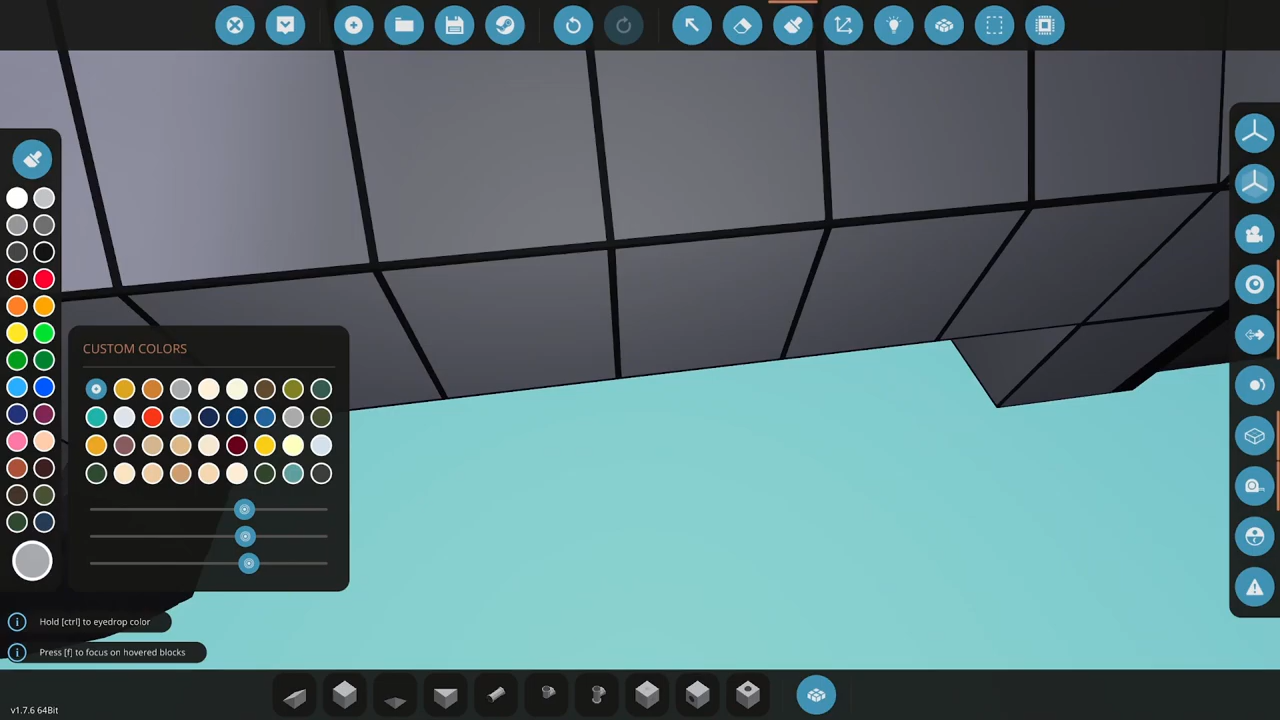 CUSTOM COLORS
Hold [ctrl] to eyedrop color
Press [f] to focus on hovered blocks
v1.7.6 64Bit